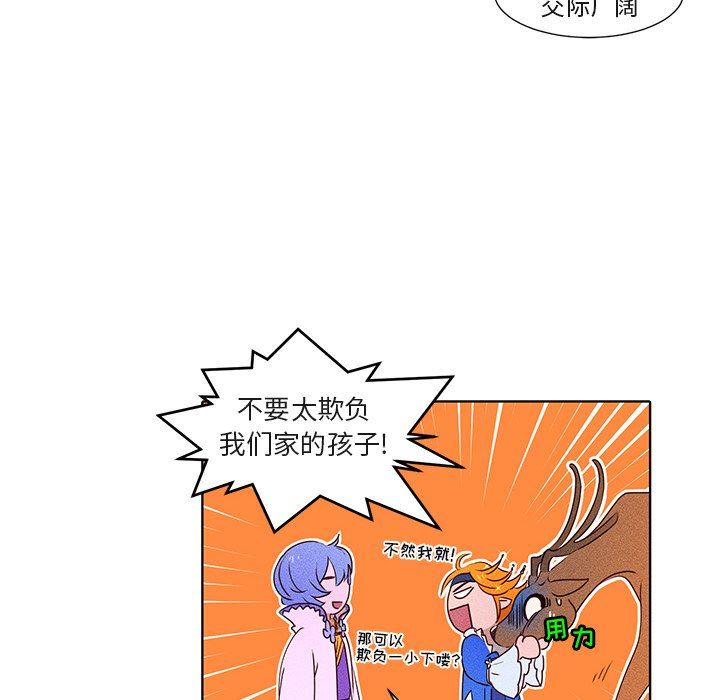 交际广阔
不要太欺负
我们家的孩子!
不然我就!
用力
那可以
欺负一小下喽?